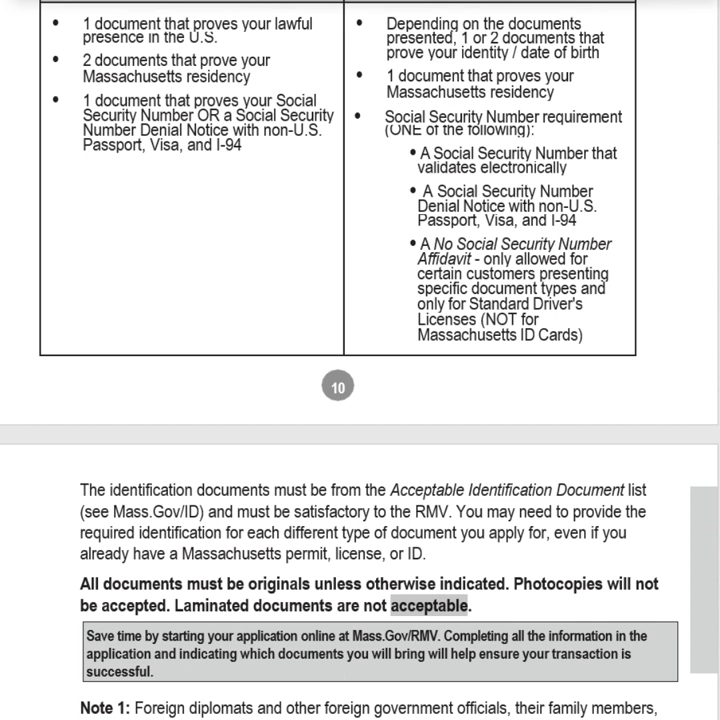 • 1 document that proves your lawful
presence in the U.S.
• 2 documents that prove your
Massachusetts residency
• 1 document that proves your Social
Security Number OR a Social Security
Number Denial Notice with non-U.S.
Passport, Visa, and I-94
• Depending on the documents
presented, 1 or 2 documents that
prove your identity / date of birth
• 1 document that proves your
Massachusetts residency
• Social Security Number requirement
(ONE of the following):
• A Social Security Number that
validates electronically
• A Social Security Number
Denial Notice with non-U.S.
Passport, Visa, and I-94
• A No Social Security Number
Affidavit - only allowed for
certain customers presenting
specific document types and
only for Standard Driver's
Licenses (NOT for
Massachusetts ID Cards)
10
The identification documents must be from the Acceptable Identification Document list
(see Mass.Gov/ID) and must be satisfactory to the RMV. You may need to provide the
required identification for each different type of document you apply for, even if you
already have a Massachusetts permit, license, or ID.
All documents must be originals unless otherwise indicated. Photocopies will not
be accepted. Laminated documents are not acceptable.
Save time by starting your application online at Mass.Gov/RMV. Completing all the information in the
application and indicating which documents you will bring will help ensure your transaction is
successful.
Note 1: Foreign diplomats and other foreign government officials, their family members,